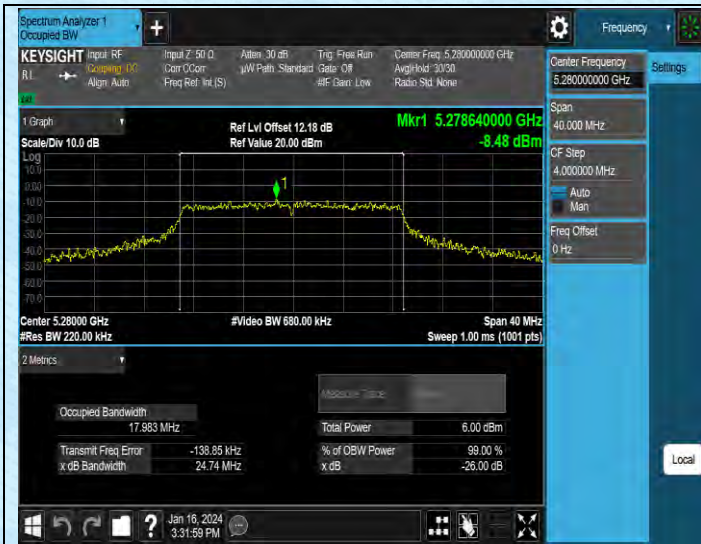 Spectrum Analyzer 1
Occupied BW
+
Frequency
KEYSIGHT
Input: RF
Coupling: DC
Align: Auto
Input Z: 50 Ω
Corr CCorr
Freq Ref: Int (S)
Atten: 30 dB
µW Path: Standard
Trig: Free Run
Gate: Off
#IF Gain: Low
Center Freq: 5.280000000 GHz
Avg|Hold: 30/30
Radio Std: None
Center Frequency
5.280000000 GHz
Settings
Span
40.000 MHz
CF Step
4.000000 MHz
Auto
Man
Freq Offset
0 Hz
1 Graph
Scale/Div 10.0 dB
Ref Lvl Offset 12.18 dB
Ref Value 20.00 dBm
Mkr1 5.278640000 GHz
-8.48 dBm
Log
10.0
0.00
-10.0
-20.0
-30.0
-40.0
-50.0
-60.0
-70.0
1
Center 5.28000 GHz
#Video BW 680.00 kHz
Span 40 MHz
#Res BW 220.00 kHz
Sweep 1.00 ms (1001 pts)
2 Metrics
Measure Trace
Occupied Bandwidth
17.983 MHz
Total Power
6.00 dBm
Transmit Freq Error
-138.85 kHz
% of OBW Power
99.00 %
x dB Bandwidth
24.74 MHz
x dB
-26.00 dB
Local
?
Jan 16, 2024
3:31:59 PM